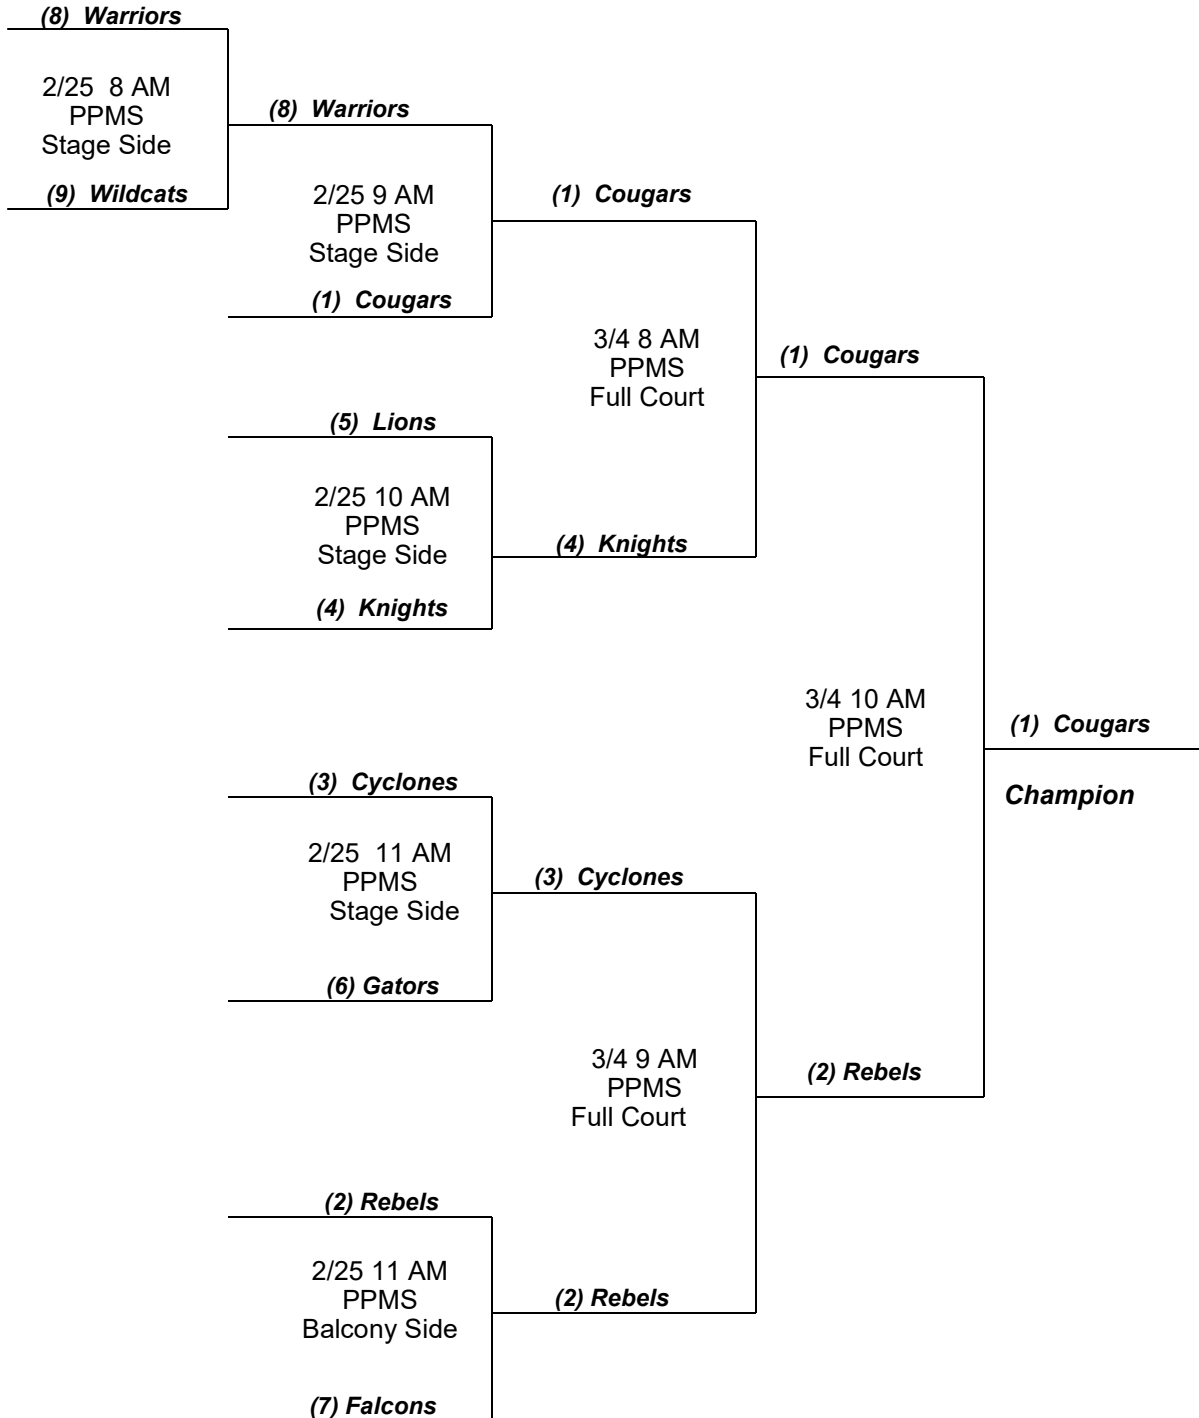 (8) Warriors
2/25 8 AM
PPMS
Stage Side
(9) Wildcats
(8) Warriors
2/25 9 AM
PPMS
Stage Side
(1) Cougars
(1) Cougars
(5) Lions
2/25 10 AM
PPMS
Stage Side
(4) Knights
(4) Knights
3/4 8 AM
PPMS
Full Court
(1) Cougars
(3) Cyclones
2/25 11 AM
PPMS
Stage Side
(6) Gators
(3) Cyclones
3/4 9 AM
PPMS
Full Court
(2) Rebels
(2) Rebels
2/25 11 AM
PPMS
Balcony Side
(7) Falcons
(2) Rebels
3/4 10 AM
PPMS
Full Court
(1) Cougars
Champion